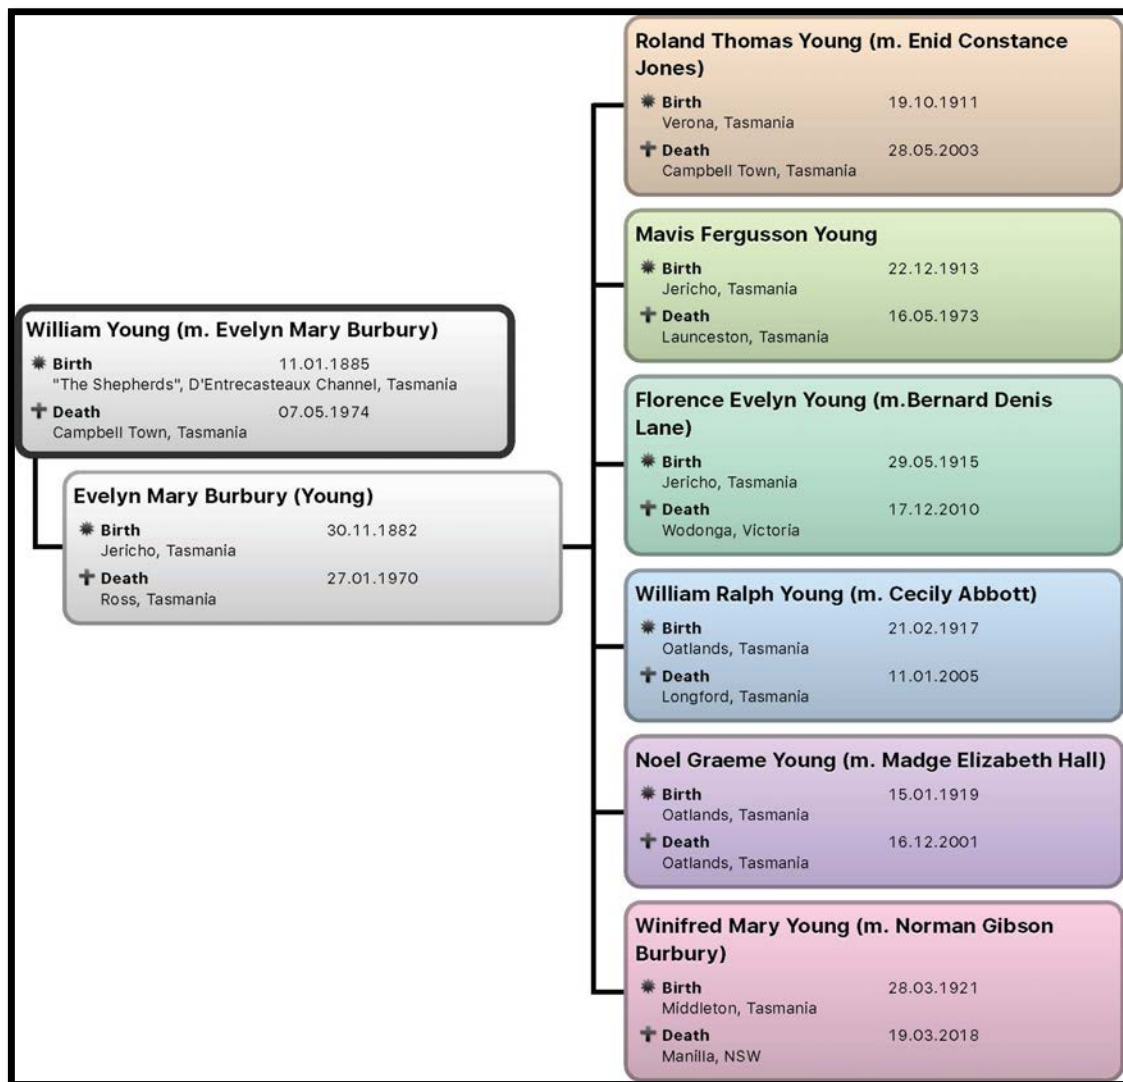 William Young (m. Evelyn Mary Burbury)
Birth 11.01.1885
"The Shepherds", D'Entrecasteaux Channel, Tasmania
Death 07.05.1974
Campbell Town, Tasmania
Evelyn Mary Burbury (Young)
Birth 30.11.1882
Jericho, Tasmania
Death 27.01.1970
Ross, Tasmania
Roland Thomas Young (m. Enid Constance
Jones)
Birth 19.10.1911
Verona, Tasmania
Death 28.05.2003
Campbell Town, Tasmania
Mavis Fergusson Young
Birth 22.12.1913
Jericho, Tasmania
Death 16.05.1973
Launceston, Tasmania
Florence Evelyn Young (m.Bernard Denis
Lane)
Birth 29.05.1915
Jericho, Tasmania
Death 17.12.2010
Wodonga, Victoria
William Ralph Young (m. Cecily Abbott)
Birth 21.02.1917
Oatlands, Tasmania
Death 11.01.2005
Longford, Tasmania
Noel Graeme Young (m. Madge Elizabeth Hall)
Birth 15.01.1919
Oatlands, Tasmania
Death 16.12.2001
Oatlands, Tasmania
Winifred Mary Young (m. Norman Gibson
Burbury)
Birth 28.03.1921
Middleton, Tasmania
Death 19.03.2018
Manilla, NSW